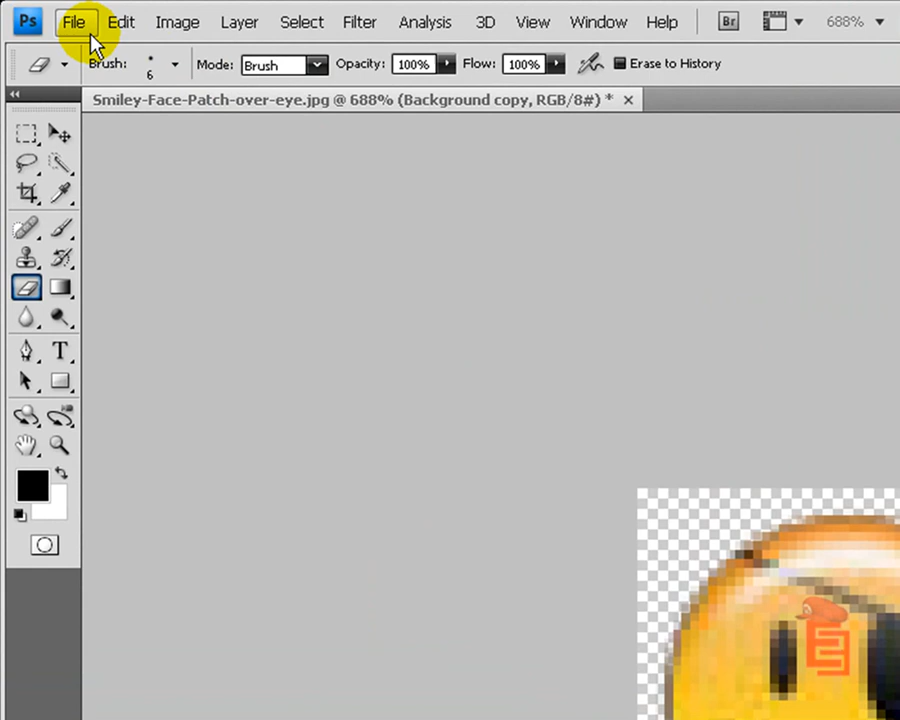 Ps File Edit Image Layer Select Filter Analysis 3D View Window Help Br 688%
Brush: 6 Mode: Brush Opacity: 100% Flow: 100% Erase to History
Smiley-Face-Patch-over-eye.jpg @ 688% (Background copy, RGB/8#) * ×
T